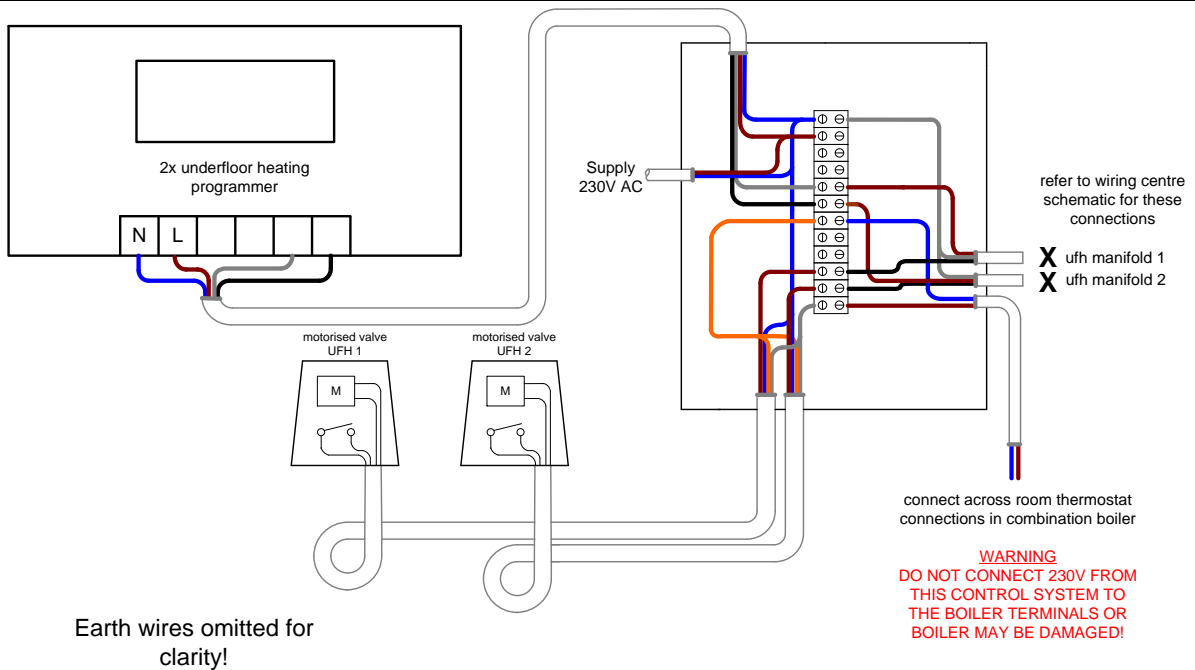 2x underfloor heating
programmer
N L
Supply
230V AC
refer to wiring centre
schematic for these
connections
X ufh manifold 1
X ufh manifold 2
motorised valve
UFH 1
M
motorised valve
UFH 2
M
connect across room thermostat
connections in combination boiler
WARNING
DO NOT CONNECT 230V FROM
THIS CONTROL SYSTEM TO
THE BOILER TERMINALS OR
BOILER MAY BE DAMAGED!
Earth wires omitted for
clarity!